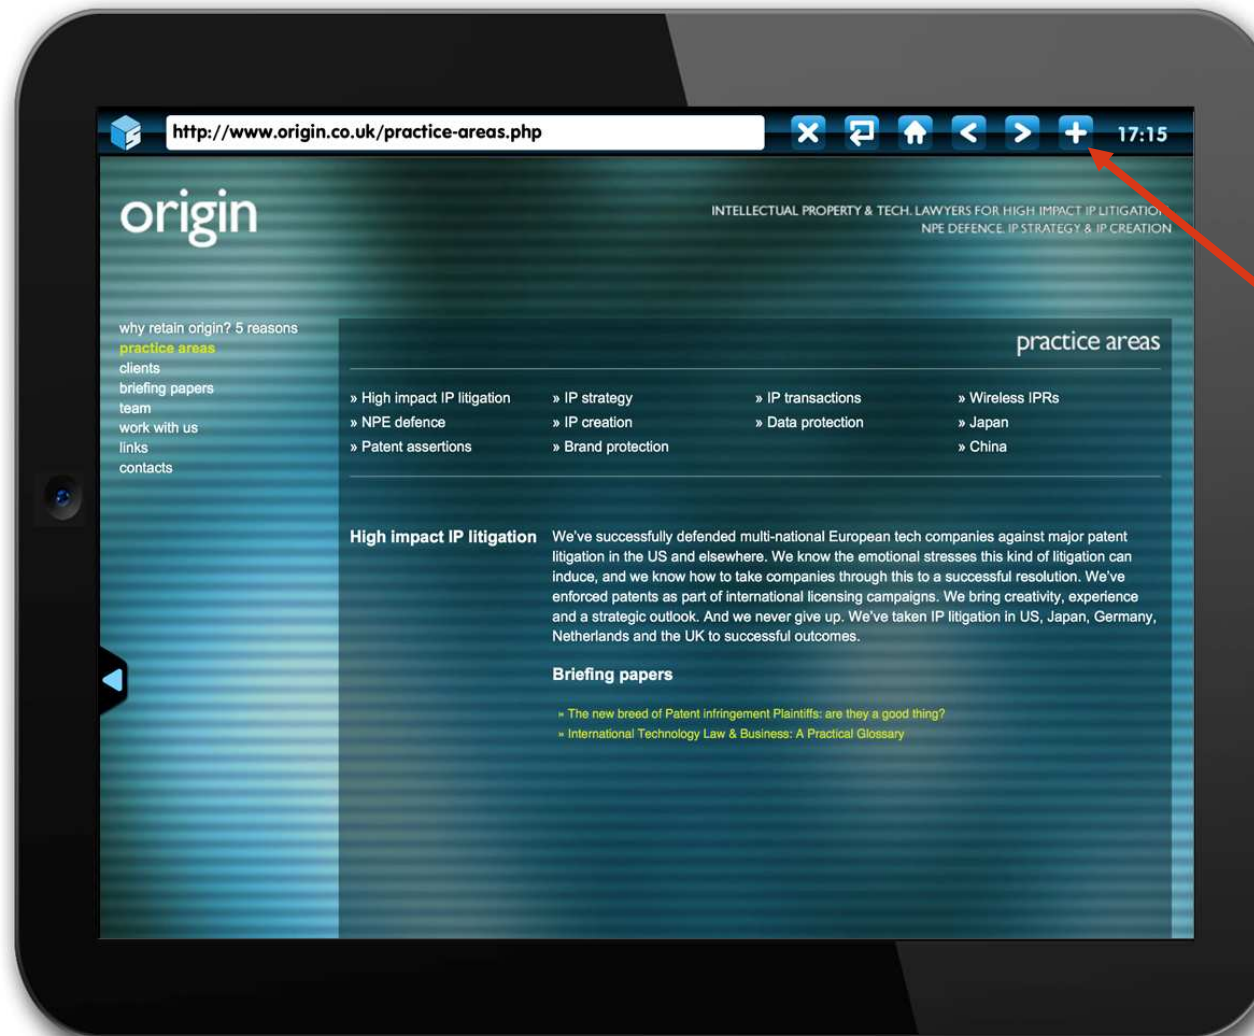 http://www.origin.co.uk/practice-areas.php
17:15
origin
INTELLECTUAL PROPERTY & TECH. LAWYERS FOR HIGH IMPACT IP LITIGATION
NPE DEFENCE. IP STRATEGY & IP CREATION
why retain origin? 5 reasons
practice areas
clients
briefing papers
team
work with us
links
contacts
practice areas
» High impact IP litigation
» NPE defence
» Patent assertions
» IP strategy
» IP creation
» Brand protection
» IP transactions
» Data protection
» Wireless IPRs
» Japan
» China
High impact IP litigation
We've successfully defended multi-national European tech companies against major patent
litigation in the US and elsewhere. We know the emotional stresses this kind of litigation can
induce, and we know how to take companies through this to a successful resolution. We've
enforced patents as part of international licensing campaigns. We bring creativity, experience
and a strategic outlook. And we never give up. We've taken IP litigation in US, Japan, Germany,
Netherlands and the UK to successful outcomes.
Briefing papers
» The new breed of Patent infringement Plaintiffs: are they a good thing?
» International Technology Law & Business: A Practical Glossary